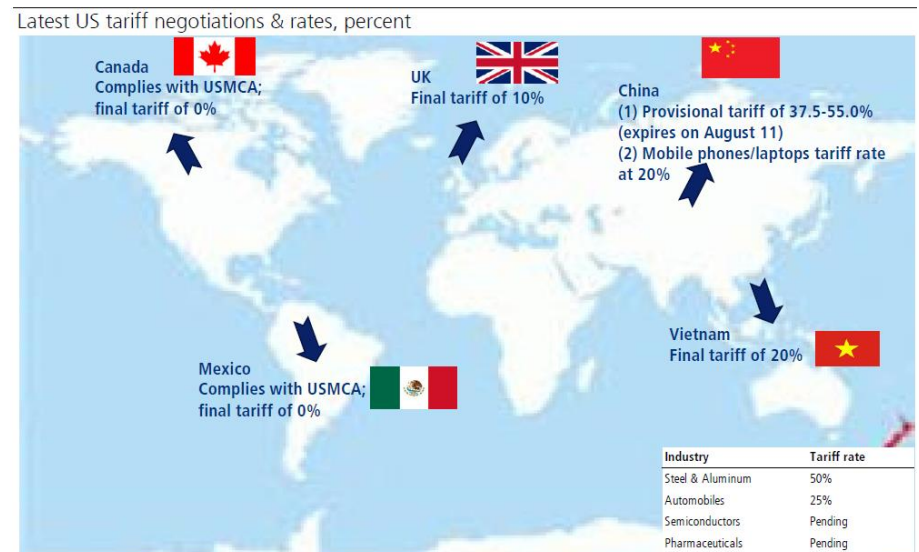 Latest US tariff negotiations & rates, percent
Canada
Complies with USMCA;
final tariff of 0%
UK
Final tariff of 10%
China
(1) Provisional tariff of 37.5-55.0%
(expires on August 11)
(2) Mobile phones/laptops tariff rate
at 20%
Vietnam
Final tariff of 20%
Mexico
Complies with USMCA;
final tariff of 0%
Industry Tariff rate
Steel & Aluminum 50%
Automobiles 25%
Semiconductors Pending
Pharmaceuticals Pending